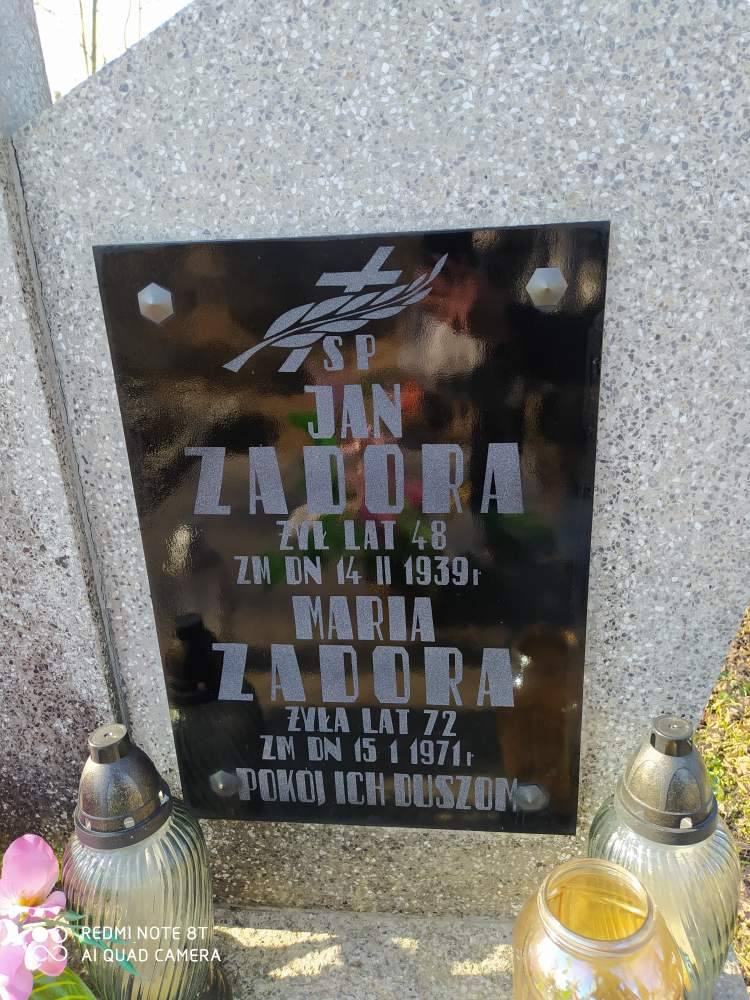 ŚP
JAN
ZADORA
ŻYŁ LAT 48
ZM DN 14 II 1939r
MARIA
ZADORA
ŻYŁA LAT 72
ZM DN 15 I 1971r
POKÓJ ICH DUSZOM
REDMI NOTE 8T
AI QUAD CAMERA